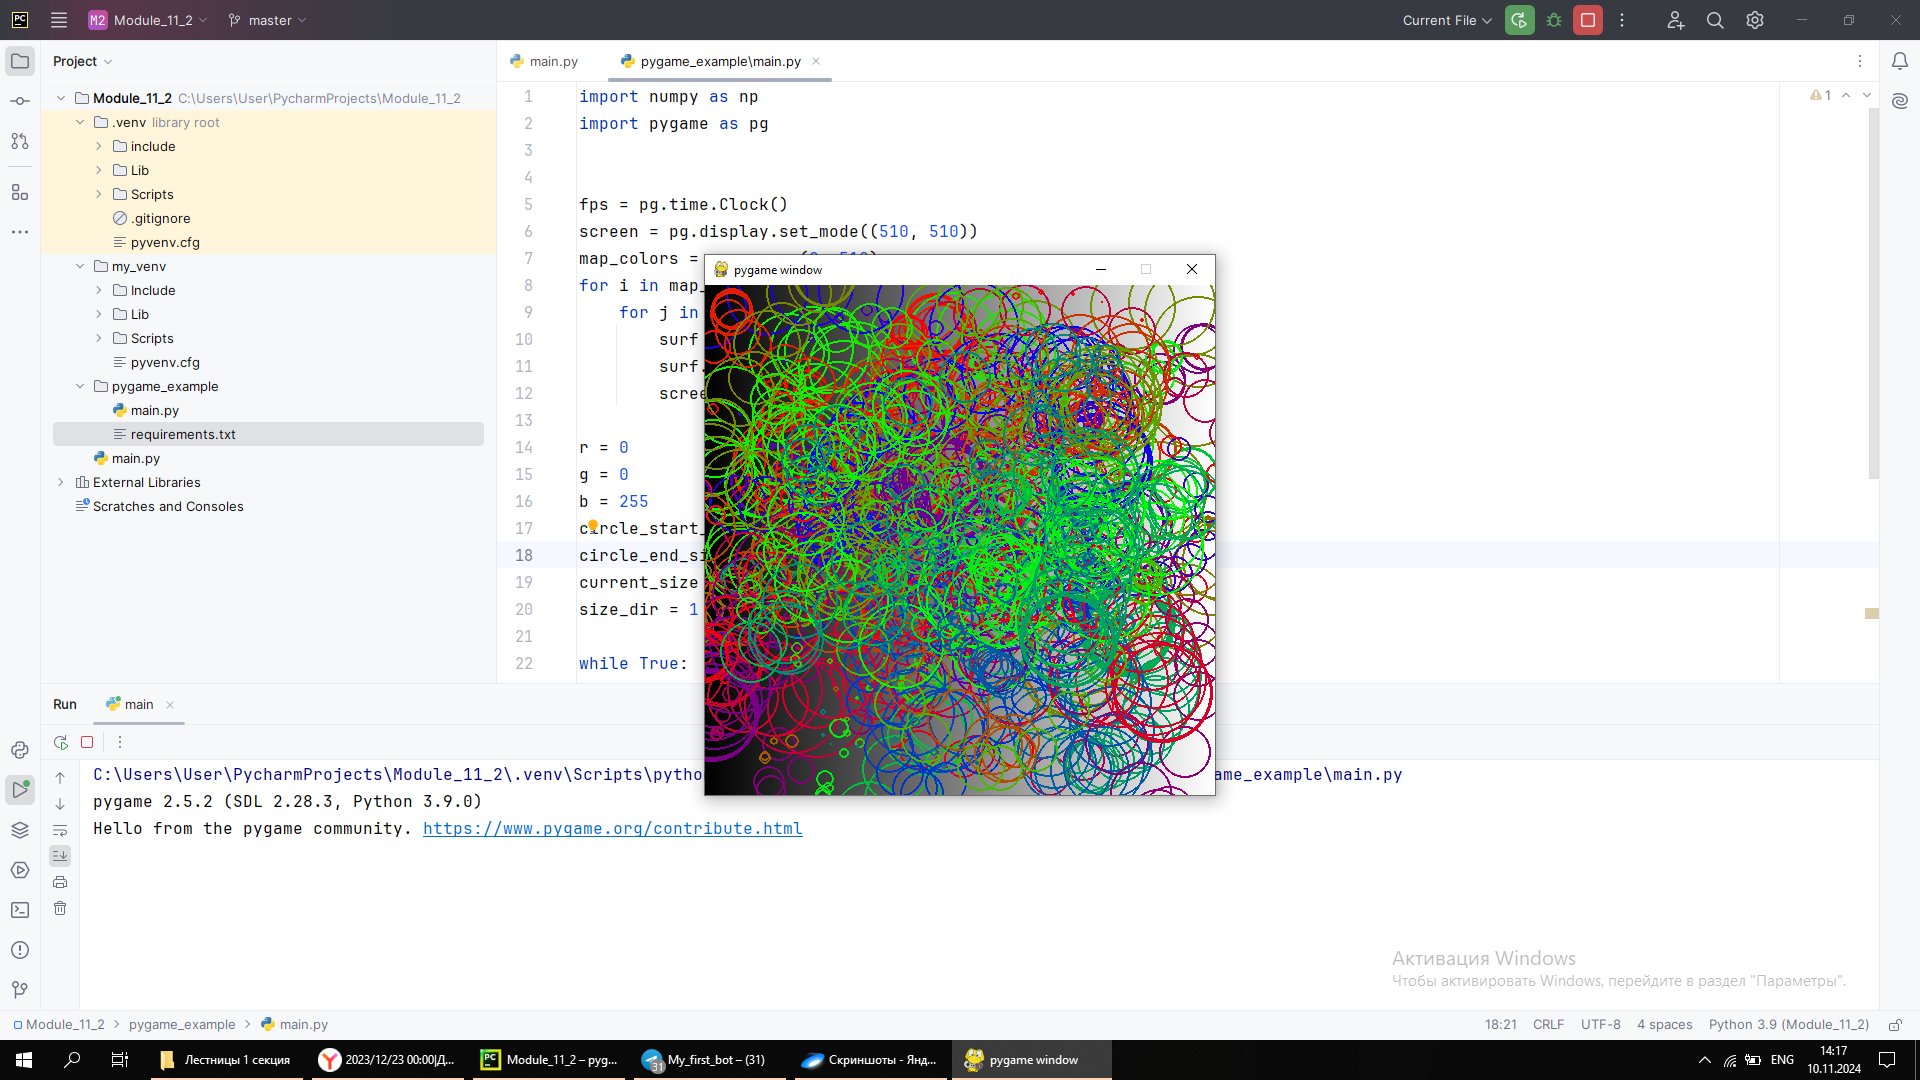 PC
M2 Module_11_2
master
Current File
Project
main.py
pygame_example\main.py
Module_11_2 C:\Users\User\PycharmProjects\Module_11_2
.venv library root
include
Lib
Scripts
.gitignore
pyvenv.cfg
my_venv
Include
Lib
Scripts
pyvenv.cfg
pygame_example
main.py
requirements.txt
main.py
External Libraries
Scratches and Consoles
1 import numpy as np
2 import pygame as pg
3
4
5 fps = pg.time.Clock()
6 screen = pg.display.set_mode((510, 510))
7 map_colors =
8 for i in map_
9 for j in
10 surf
11 surf.
12 scree
13
14 r = 0
15 g = 0
16 b = 255
17 circle_start_
18 circle_end_si
19 current_size
20 size_dir = 1
21
22 while True:
1
pygame window
Run
main
C:\Users\User\PycharmProjects\Module_11_2\.venv\Scripts\pytho
ame_example\main.py
pygame 2.5.2 (SDL 2.28.3, Python 3.9.0)
Hello from the pygame community. https://www.pygame.org/contribute.html
Активация Windows
Чтобы активировать Windows, перейдите в раздел "Параметры".
Module_11_2 > pygame_example > main.py
18:21 CRLF UTF-8 4 spaces Python 3.9 (Module_11_2)
Лестницы 1 секция
2023/12/23 00:00|Д...
Module_11_2 – pyg...
31
My_first_bot – (31)
Скриншоты - Янд...
pygame window
ENG
14:17
10.11.2024